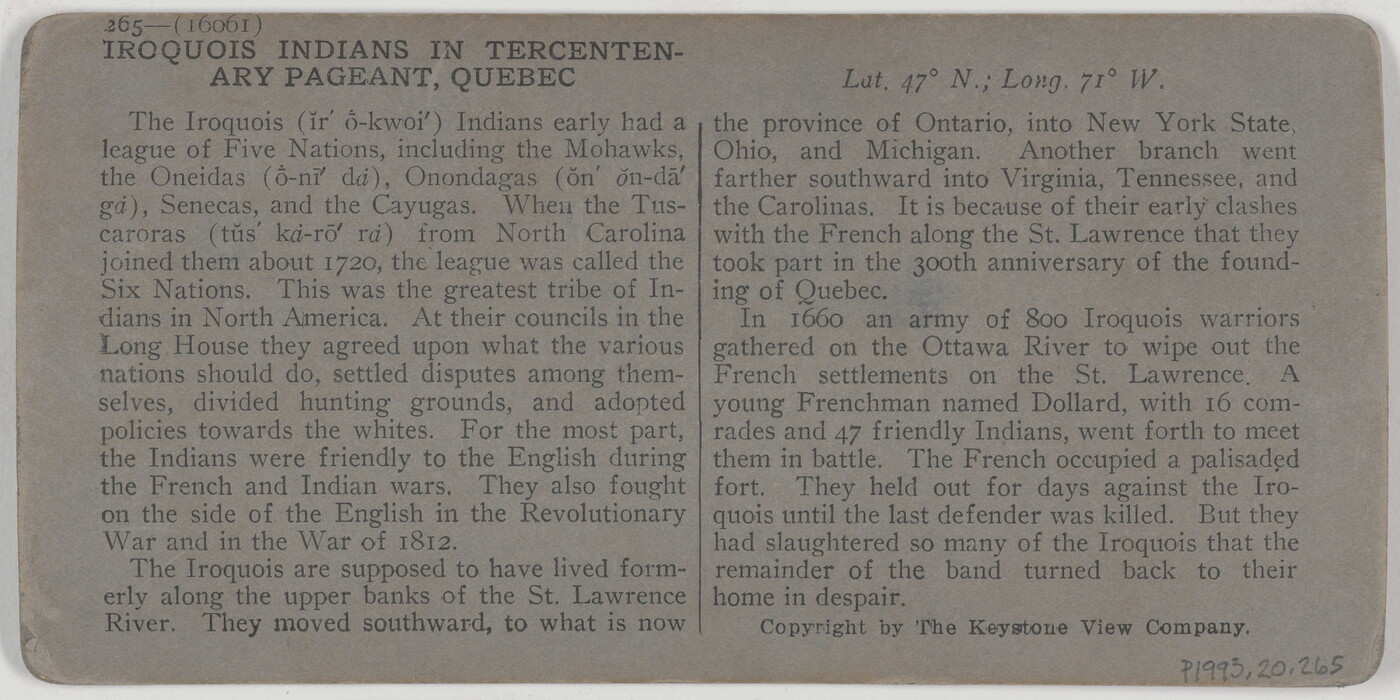 265—(16061)
IROQUOIS INDIANS IN TERCENTEN-
ARY PAGEANT, QUEBEC
The Iroquois (ĭr′ ō̇-kwoi′) Indians early had a
league of Five Nations, including the Mohawks,
the Oneidas (ō̇-nī′ dȧ), Onondagas (ŏn′ ŏn-dā′
gȧ), Senecas, and the Cayugas. When the Tus-
caroras (tŭs′ kȧ-rō′ rȧ) from North Carolina
joined them about 1720, the league was called the
Six Nations. This was the greatest tribe of In-
dians in North America. At their councils in the
Long House they agreed upon what the various
nations should do, settled disputes among them-
selves, divided hunting grounds, and adopted
policies towards the whites. For the most part,
the Indians were friendly to the English during
the French and Indian wars. They also fought
on the side of the English in the Revolutionary
War and in the War of 1812.
The Iroquois are supposed to have lived form-
erly along the upper banks of the St. Lawrence
River. They moved southward, to what is now
Lat. 47° N.; Long. 71° W.
the province of Ontario, into New York State,
Ohio, and Michigan. Another branch went
farther southward into Virginia, Tennessee, and
the Carolinas. It is because of their early clashes
with the French along the St. Lawrence that they
took part in the 300th anniversary of the found-
ing of Quebec.
In 1660 an army of 800 Iroquois warriors
gathered on the Ottawa River to wipe out the
French settlements on the St. Lawrence. A
young Frenchman named Dollard, with 16 com-
rades and 47 friendly Indians, went forth to meet
them in battle. The French occupied a palisaded
fort. They held out for days against the Iro-
quois until the last defender was killed. But they
had slaughtered so many of the Iroquois that the
remainder of the band turned back to their
home in despair.
Copyright by The Keystone View Company.
P1993.20.265